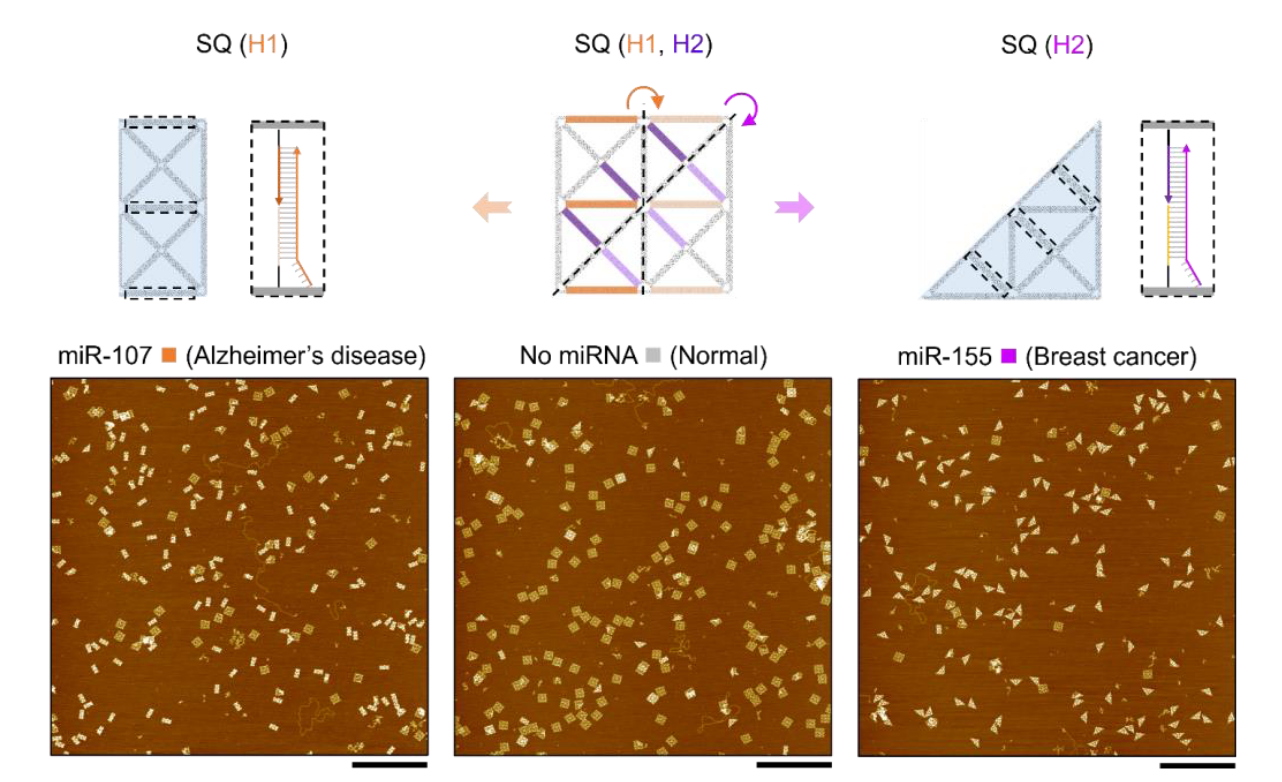 SQ (H1)
SQ (H1, H2)
SQ (H2)
miR-107 (Alzheimer's disease)
No miRNA (Normal)
miR-155 (Breast cancer)